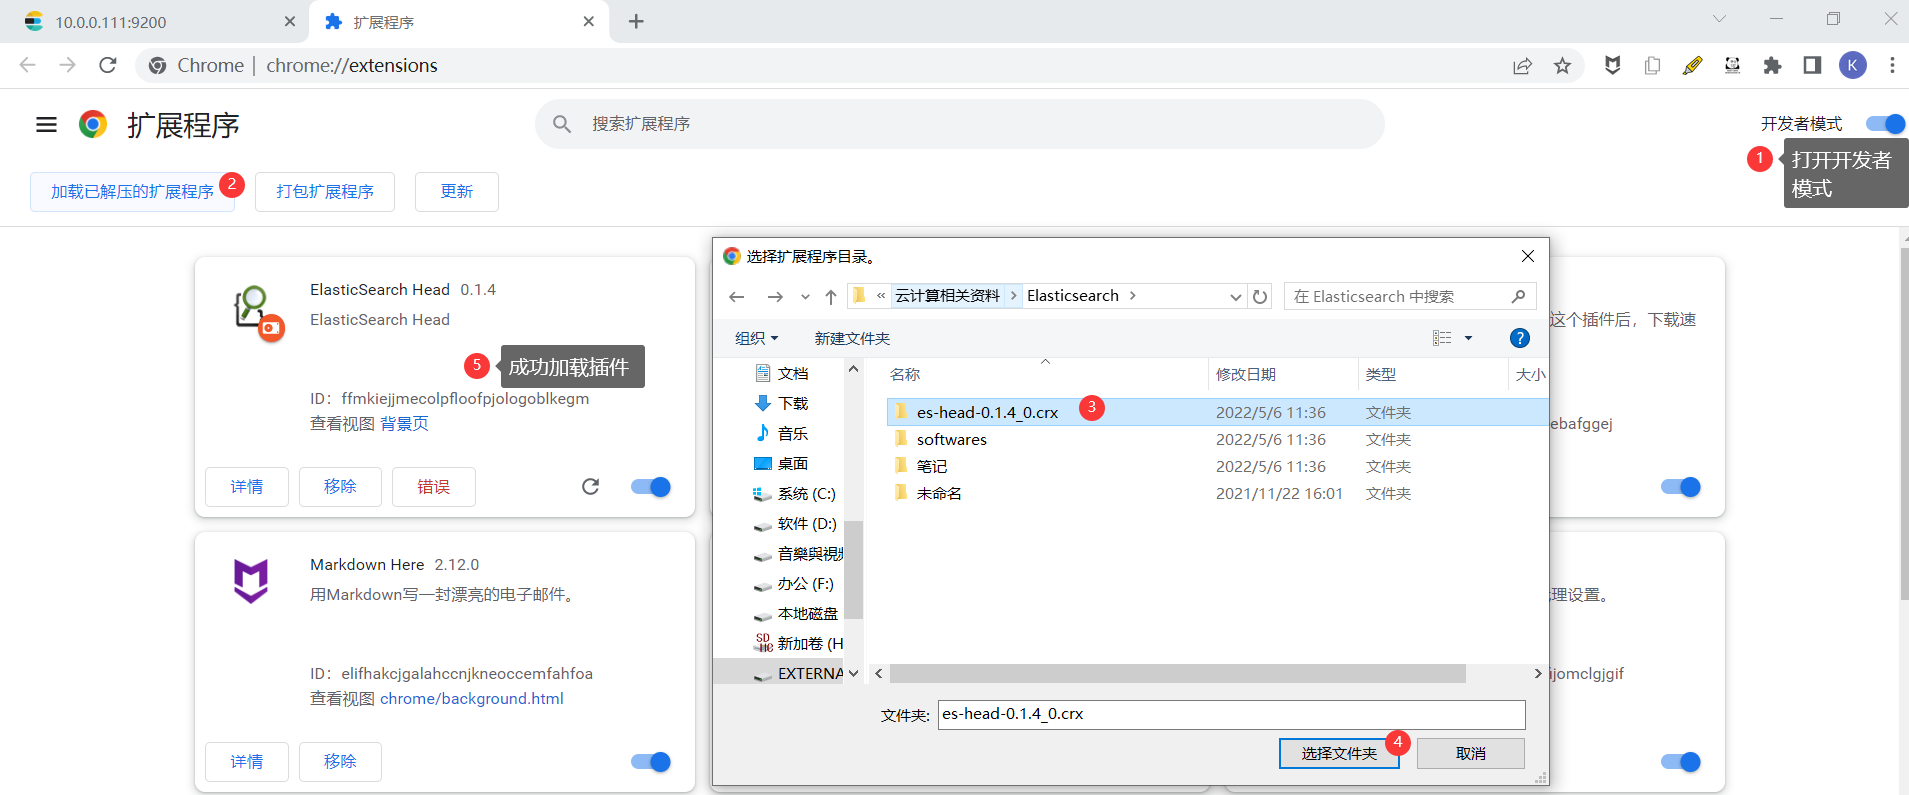 10.0.0.111:9200
扩展程序
Chrome | chrome://extensions
K
扩展程序
搜索扩展程序
开发者模式
1
打开开发者
模式
加载已解压的扩展程序
2
打包扩展程序
更新
ElasticSearch Head 0.1.4
ElasticSearch Head
5
成功加载插件
ID：ffmkiejjmecolpfloofpjologoblkegm
查看视图 背景页
详情
移除
错误
Markdown Here 2.12.0
用Markdown写一封漂亮的电子邮件。
ID：elifhakcjgalahccnjkneoccemfahfoa
查看视图 chrome/background.html
详情
移除
选择扩展程序目录。
« 云计算相关资料 > Elasticsearch >
在 Elasticsearch 中搜索
组织
新建文件夹
?
文档
下载
音乐
桌面
系统 (C:)
软件 (D:)
音樂與視頻
办公 (F:)
本地磁盘
新加卷 (H
EXTERNA
名称 修改日期 类型 大小
es-head-0.1.4_0.crx 3 2022/5/6 11:36 文件夹
softwares 2022/5/6 11:36 文件夹
笔记 2022/5/6 11:36 文件夹
未命名 2021/11/22 16:01 文件夹
文件夹: es-head-0.1.4_0.crx
选择文件夹
4
取消
这个插件后，下载速
ebafggej
理设置。
ijomclgjgif